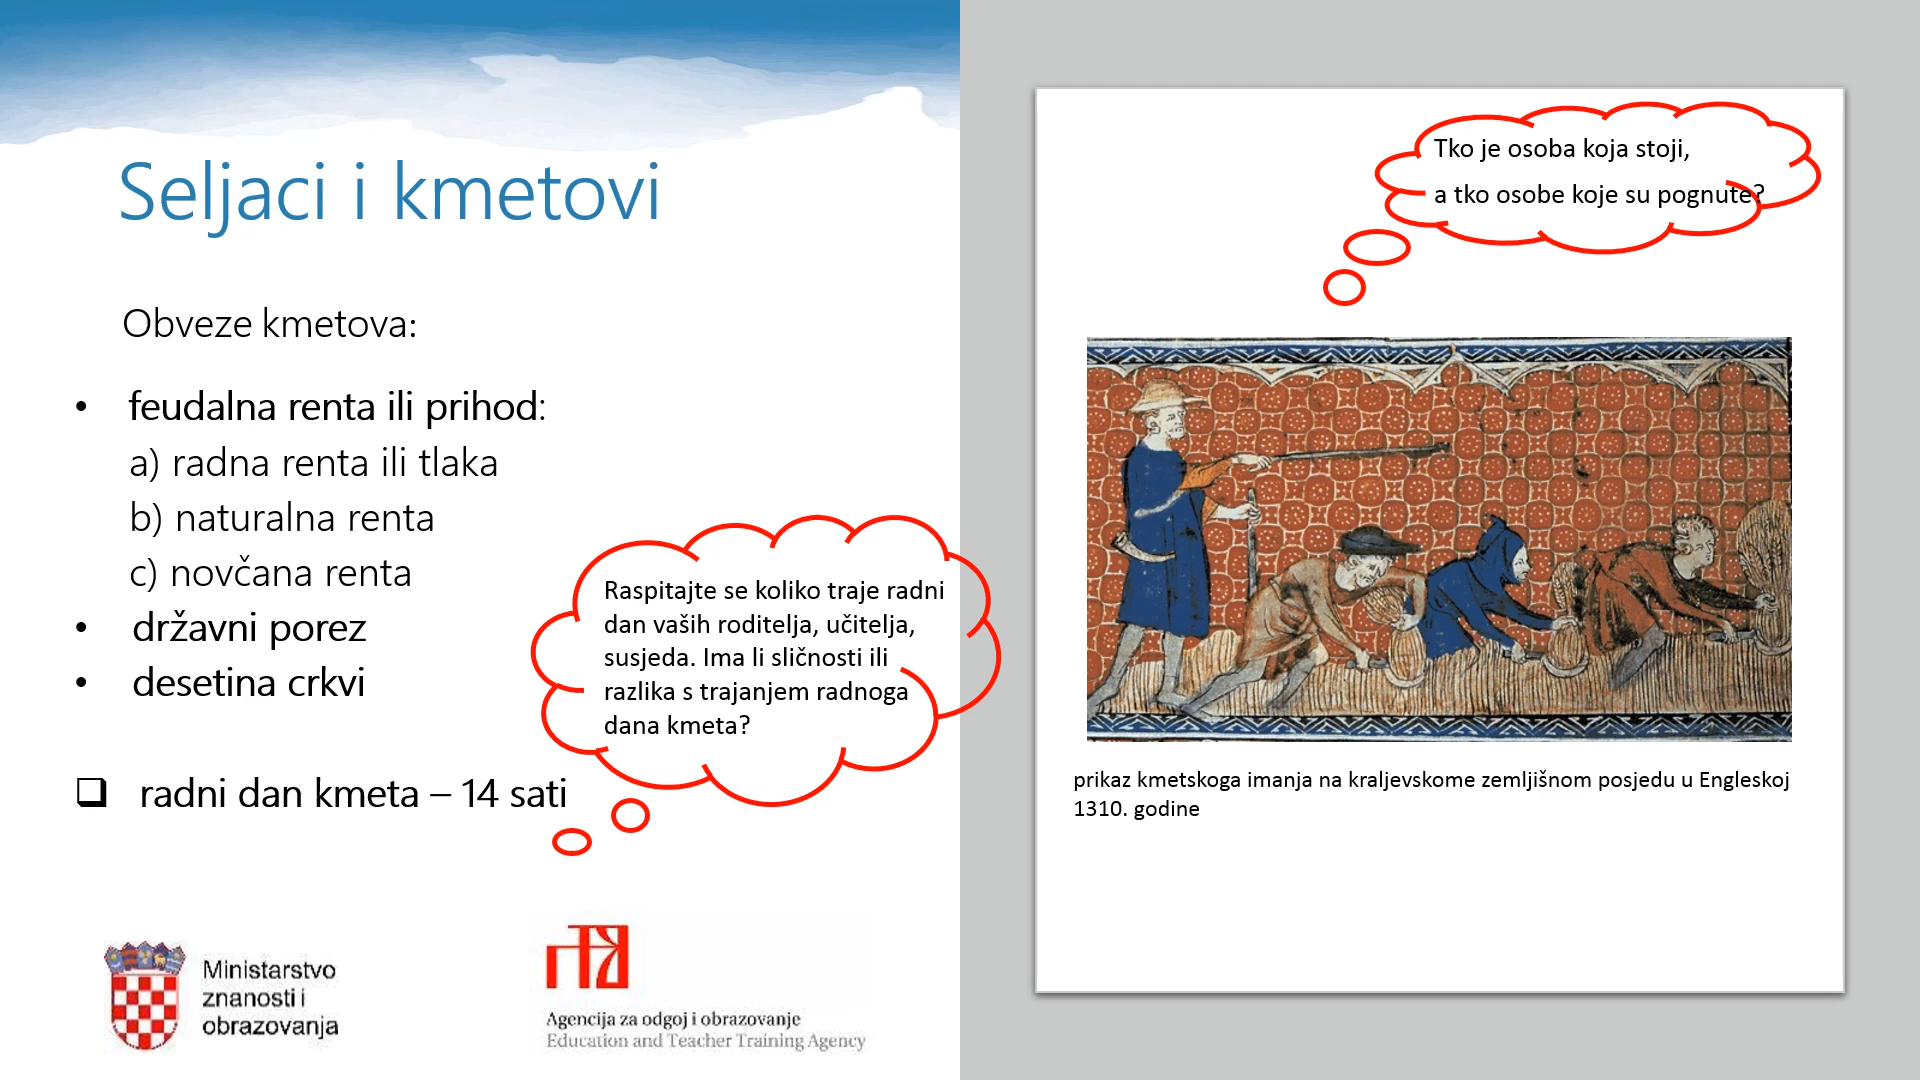 Seljaci i kmetovi
Obveze kmetova:
• feudalna renta ili prihod:
a) radna renta ili tlaka
b) naturalna renta
c) novčana renta
• državni porez
• desetina crkvi
❑ radni dan kmeta – 14 sati
Raspitajte se koliko traje radni
dan vaših roditelja, učitelja,
susjeda. Ima li sličnosti ili
razlika s trajanjem radnoga
dana kmeta?
Ministarstvo
znanosti i
obrazovanja
Agencija za odgoj i obrazovanje
Education and Teacher Training Agency
Tko je osoba koja stoji,
a tko osobe koje su pognute?
prikaz kmetskoga imanja na kraljevskome zemljišnom posjedu u Engleskoj
1310. godine